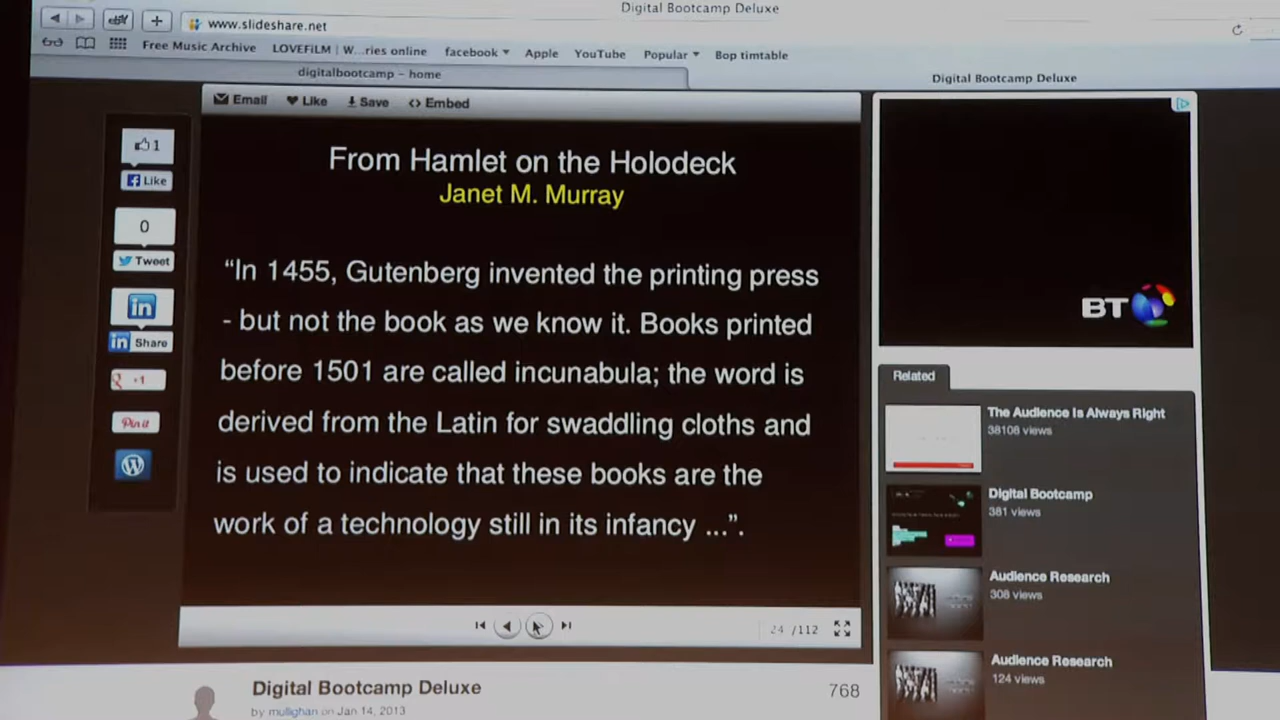 Digital Bootcamp Deluxe
www.slideshare.net
Free Music Archive LOVEFiLM | W...ries online facebook Apple YouTube Popular Bop timtable
digitalbootcamp – home
Digital Bootcamp Deluxe
Email Like Save Embed
From Hamlet on the Holodeck
Janet M. Murray
“In 1455, Gutenberg invented the printing press
- but not the book as we know it. Books printed
before 1501 are called incunabula; the word is
derived from the Latin for swaddling cloths and
is used to indicate that these books are the
work of a technology still in its infancy ...”.
1
Like
0
Tweet
in
in Share
+1
Pin it
24 /112
BT
Related
The Audience Is Always Right
38108 views
Digital Bootcamp
381 views
Audience Research
308 views
Audience Research
124 views
Digital Bootcamp Deluxe
768
by mulighan on Jan 14, 2013